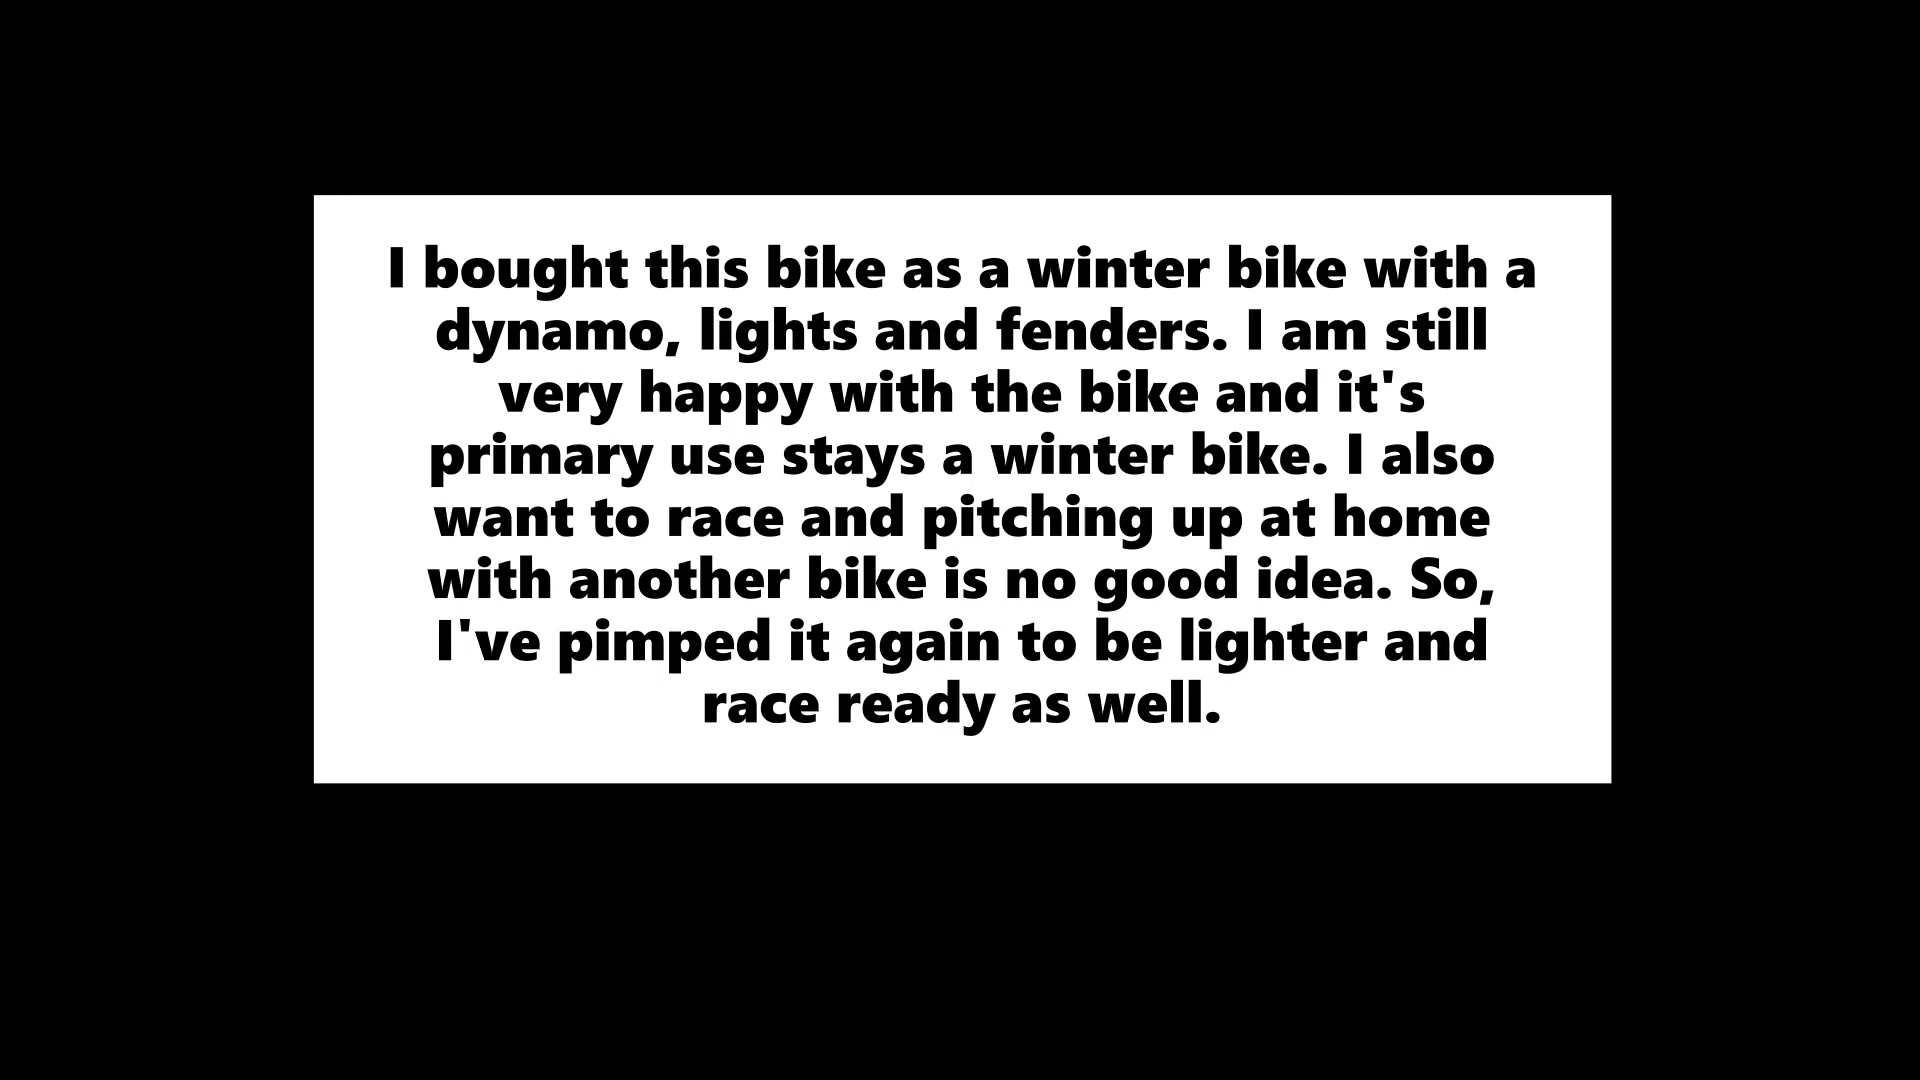 I bought this bike as a winter bike with a
dynamo, lights and fenders. I am still
very happy with the bike and it's
primary use stays a winter bike. I also
want to race and pitching up at home
with another bike is no good idea. So,
I've pimped it again to be lighter and
race ready as well.